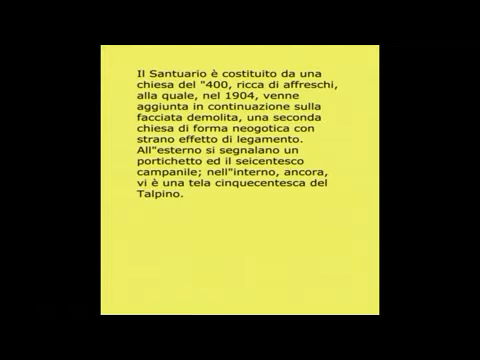 Il Santuario è costituito da una
chiesa del "400, ricca di affreschi,
alla quale, nel 1904, venne
aggiunta in continuazione sulla
facciata demolita, una seconda
chiesa di forma neogotica con
strano effetto di legamento.
All"esterno si segnalano un
portichetto ed il seicentesco
campanile; nell"interno, ancora,
vi è una tela cinquecentesca del
Talpino.